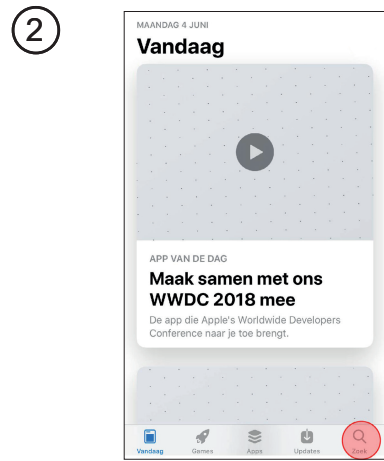 2
MAANDAG 4 JUNI
Vandaag
APP VAN DE DAG
Maak samen met ons
WWDC 2018 mee
De app die Apple's Worldwide Developers
Conference naar je toe brengt.
Vandaag Games Apps Updates Zoek